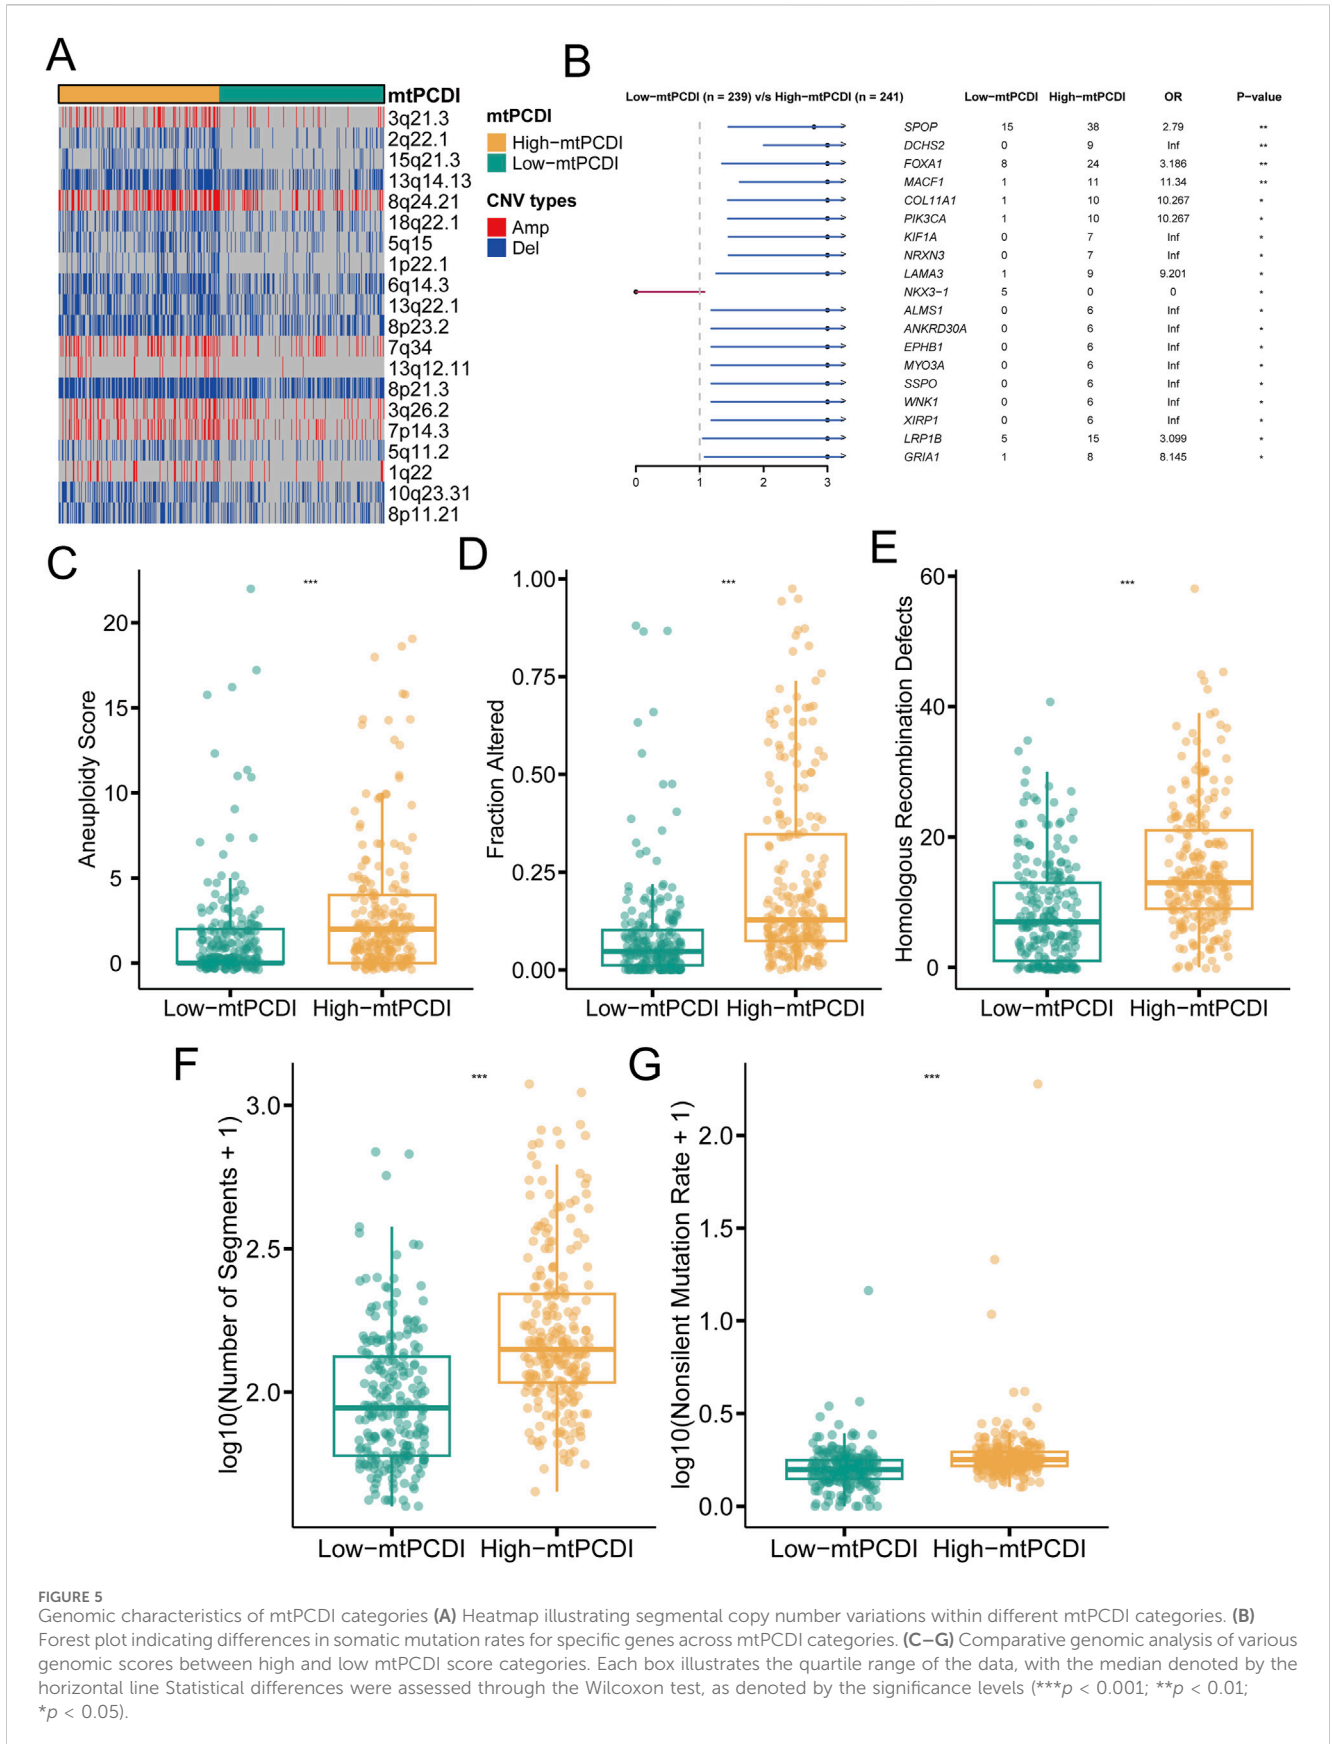 A
mtPCDI
3q21.3
2q22.1
15q21.3
13q14.13
8q24.21
18q22.1
5q15
1p22.1
6q14.3
13q22.1
8p23.2
7q34
13q12.11
8p21.3
3q26.2
7p14.3
5q11.2
1q22
10q23.31
8p11.21
mtPCDI
High−mtPCDI
Low−mtPCDI
CNV types
Amp
Del
B
Low−mtPCDI (n = 239) v/s High−mtPCDI (n = 241) Low−mtPCDI High−mtPCDI OR P−value
SPOP 15 38 2.79 **
DCHS2 0 9 Inf **
FOXA1 8 24 3.186 **
MACF1 1 11 11.34 **
COL11A1 1 10 10.267 *
PIK3CA 1 10 10.267 *
KIF1A 0 7 Inf *
NRXN3 0 7 Inf *
LAMA3 1 9 9.201 *
NKX3−1 5 0 0 *
ALMS1 0 6 Inf *
ANKRD30A 0 6 Inf *
EPHB1 0 6 Inf *
MYO3A 0 6 Inf *
SSPO 0 6 Inf *
WNK1 0 6 Inf *
XIRP1 0 6 Inf *
LRP1B 5 15 3.099 *
GRIA1 1 8 8.145 *
0 1 2 3
C
***
Aneuploidy Score
20
15
10
5
0
Low−mtPCDI High−mtPCDI
D
***
Fraction Altered
1.00
0.75
0.50
0.25
0.00
Low−mtPCDI High−mtPCDI
E
***
Homologous Recombination Defects
60
40
20
0
Low−mtPCDI High−mtPCDI
F
***
log10(Number of Segments + 1)
3.0
2.5
2.0
Low−mtPCDI High−mtPCDI
G
***
log10(Nonsilent Mutation Rate + 1)
2.0
1.5
1.0
0.5
0.0
Low−mtPCDI High−mtPCDI
FIGURE 5
Genomic characteristics of mtPCDI categories (A) Heatmap illustrating segmental copy number variations within different mtPCDI categories. (B)
Forest plot indicating differences in somatic mutation rates for specific genes across mtPCDI categories. (C–G) Comparative genomic analysis of various
genomic scores between high and low mtPCDI score categories. Each box illustrates the quartile range of the data, with the median denoted by the
horizontal line Statistical differences were assessed through the Wilcoxon test, as denoted by the significance levels (***p < 0.001; **p < 0.01;
*p < 0.05).